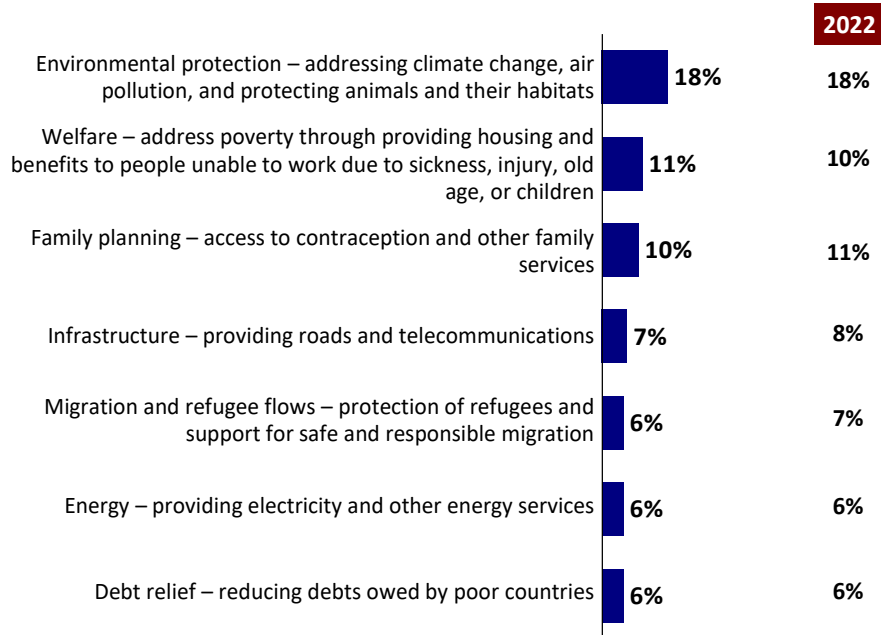 2022
Environmental protection – addressing climate change, air
pollution, and protecting animals and their habitats
18%
18%
Welfare – address poverty through providing housing and
benefits to people unable to work due to sickness, injury, old
age, or children
11%
10%
Family planning – access to contraception and other family
services
10%
11%
Infrastructure – providing roads and telecommunications
7%
8%
Migration and refugee flows – protection of refugees and
support for safe and responsible migration
6%
7%
Energy – providing electricity and other energy services
6%
6%
Debt relief – reducing debts owed by poor countries
6%
6%